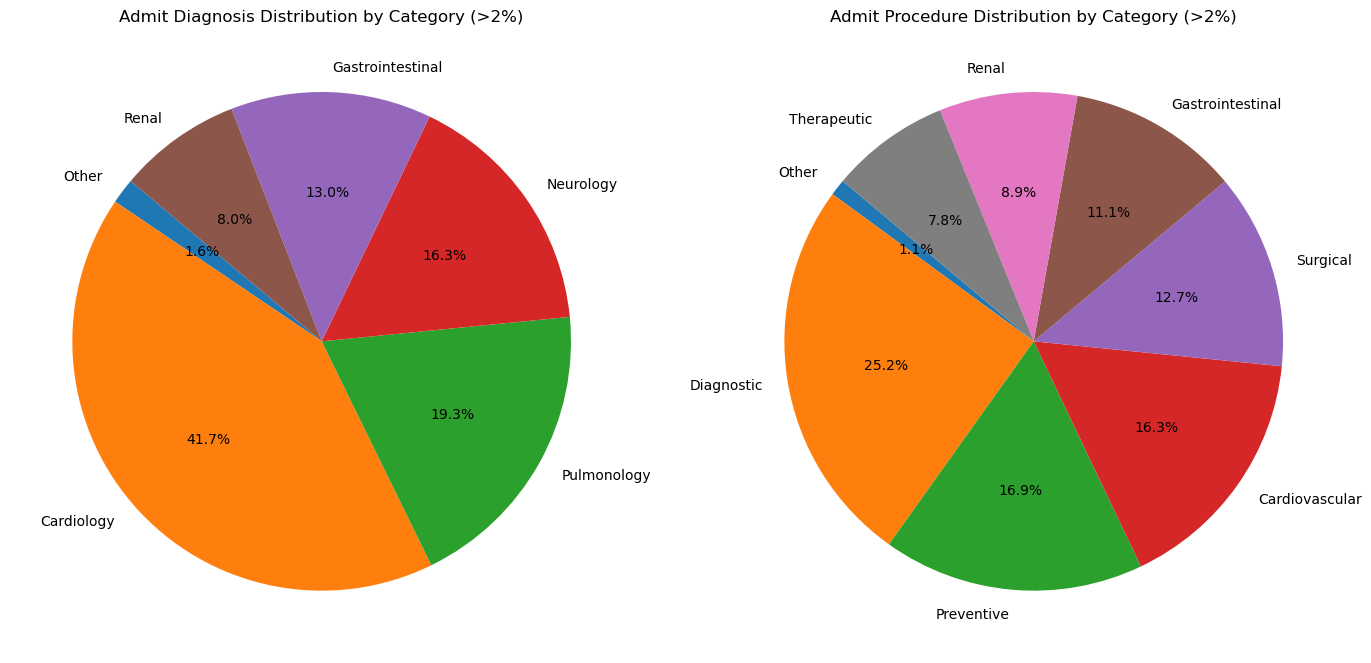 Admit Diagnosis Distribution by Category (>2%)
Gastrointestinal
Renal
Other
Neurology
13.0%
8.0%
1.6%
16.3%
19.3%
41.7%
Pulmonology
Cardiology
Admit Procedure Distribution by Category (>2%)
Renal
Gastrointestinal
Therapeutic
Other
8.9%
11.1%
7.8%
1.1%
Surgical
12.7%
25.2%
Diagnostic
16.3%
16.9%
Cardiovascular
Preventive